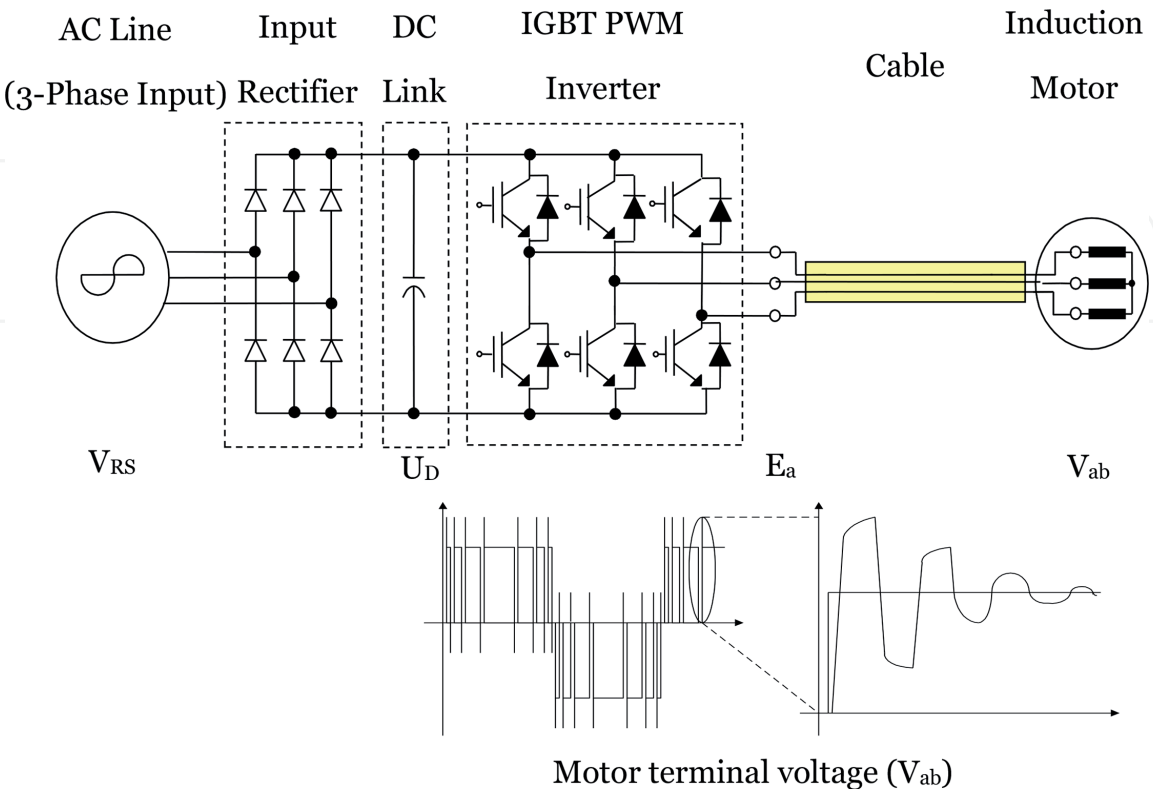 AC Line
(3-Phase Input)
Input
Rectifier
DC
Link
IGBT PWM
Inverter
Cable
Induction
Motor
VRS
UD
Ea
Vab
Motor terminal voltage (Vab)